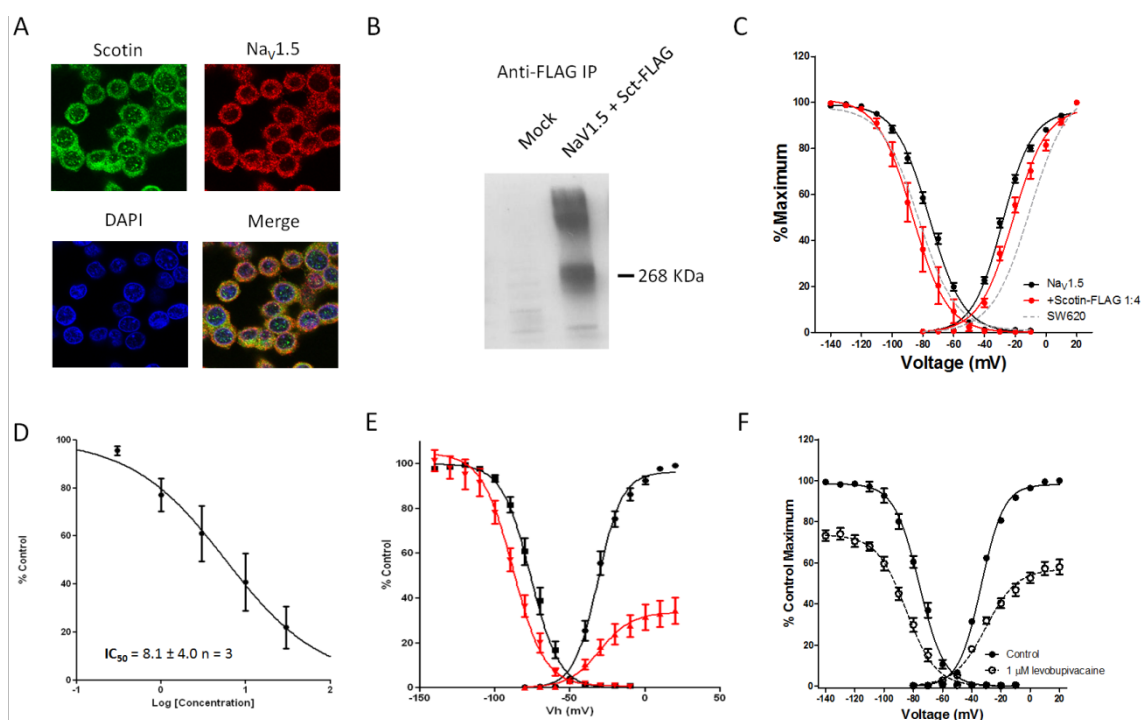 A
Scotin
NaV1.5
DAPI
Merge
B
Anti-FLAG IP
Mock
NaV1.5 + Sct-FLAG
268 KDa
C
% Maximum
100
80
60
40
20
0
-140 -120 -100 -80 -60 -40 -20 0 20
Voltage (mV)
NaV1.5
+Scotin-FLAG 1:4
SW620
D
% Control
100
80
60
40
20
0
IC50 = 8.1 ± 4.0 n = 3
-1 0 1 2
Log [Concentration]
E
% Control
100
80
60
40
20
0
-150 -100 -50 0 50
Vh (mV)
F
% Control Maximum
100
80
60
40
20
0
Control
1 µM levobupivacaine
-140 -120 -100 -80 -60 -40 -20 0 20
Voltage (mV)